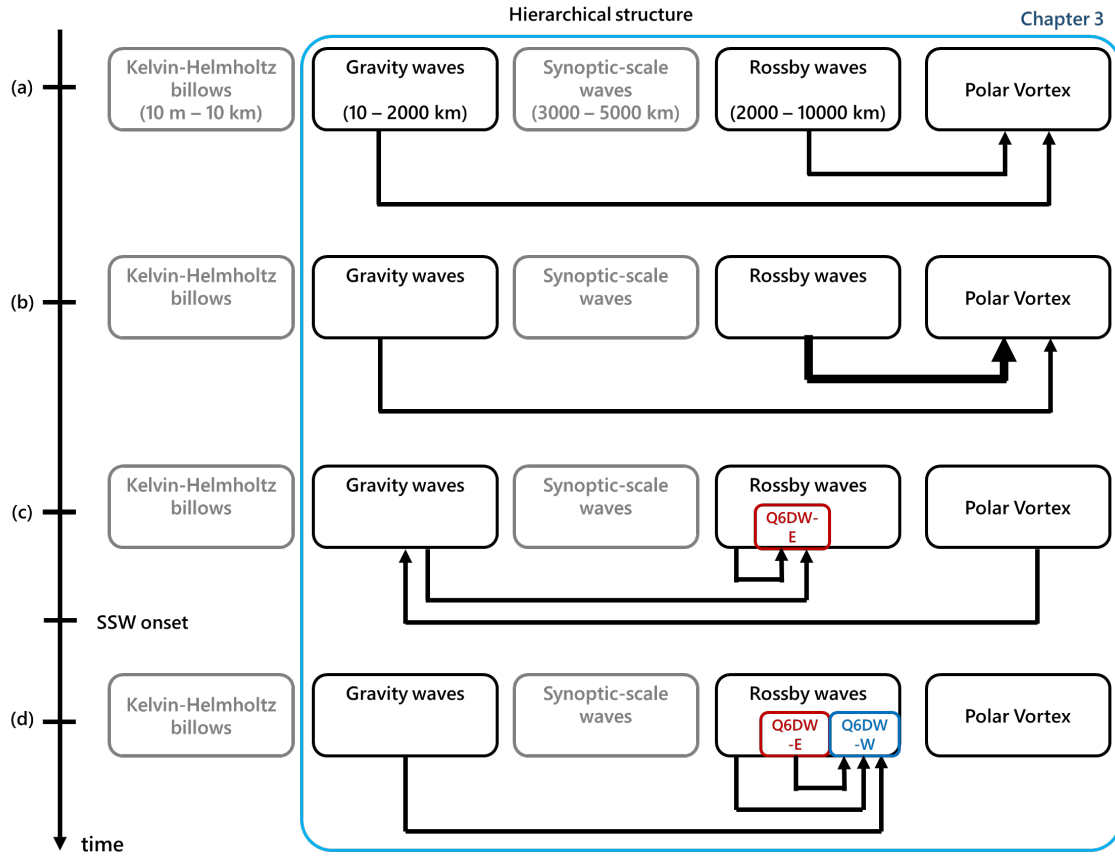 Hierarchical structure
Chapter 3
(a)
Kelvin-Helmholtz
billows
(10 m – 10 km)
Gravity waves
(10 – 2000 km)
Synoptic-scale
waves
(3000 – 5000 km)
Rossby waves
(2000 – 10000 km)
Polar Vortex
(b)
Kelvin-Helmholtz
billows
Gravity waves
Synoptic-scale
waves
Rossby waves
Polar Vortex
(c)
Kelvin-Helmholtz
billows
Gravity waves
Synoptic-scale
waves
Rossby waves
Q6DW-
E
Polar Vortex
SSW onset
(d)
Kelvin-Helmholtz
billows
Gravity waves
Synoptic-scale
waves
Rossby waves
Q6DW
-E
Q6DW
-W
Polar Vortex
time